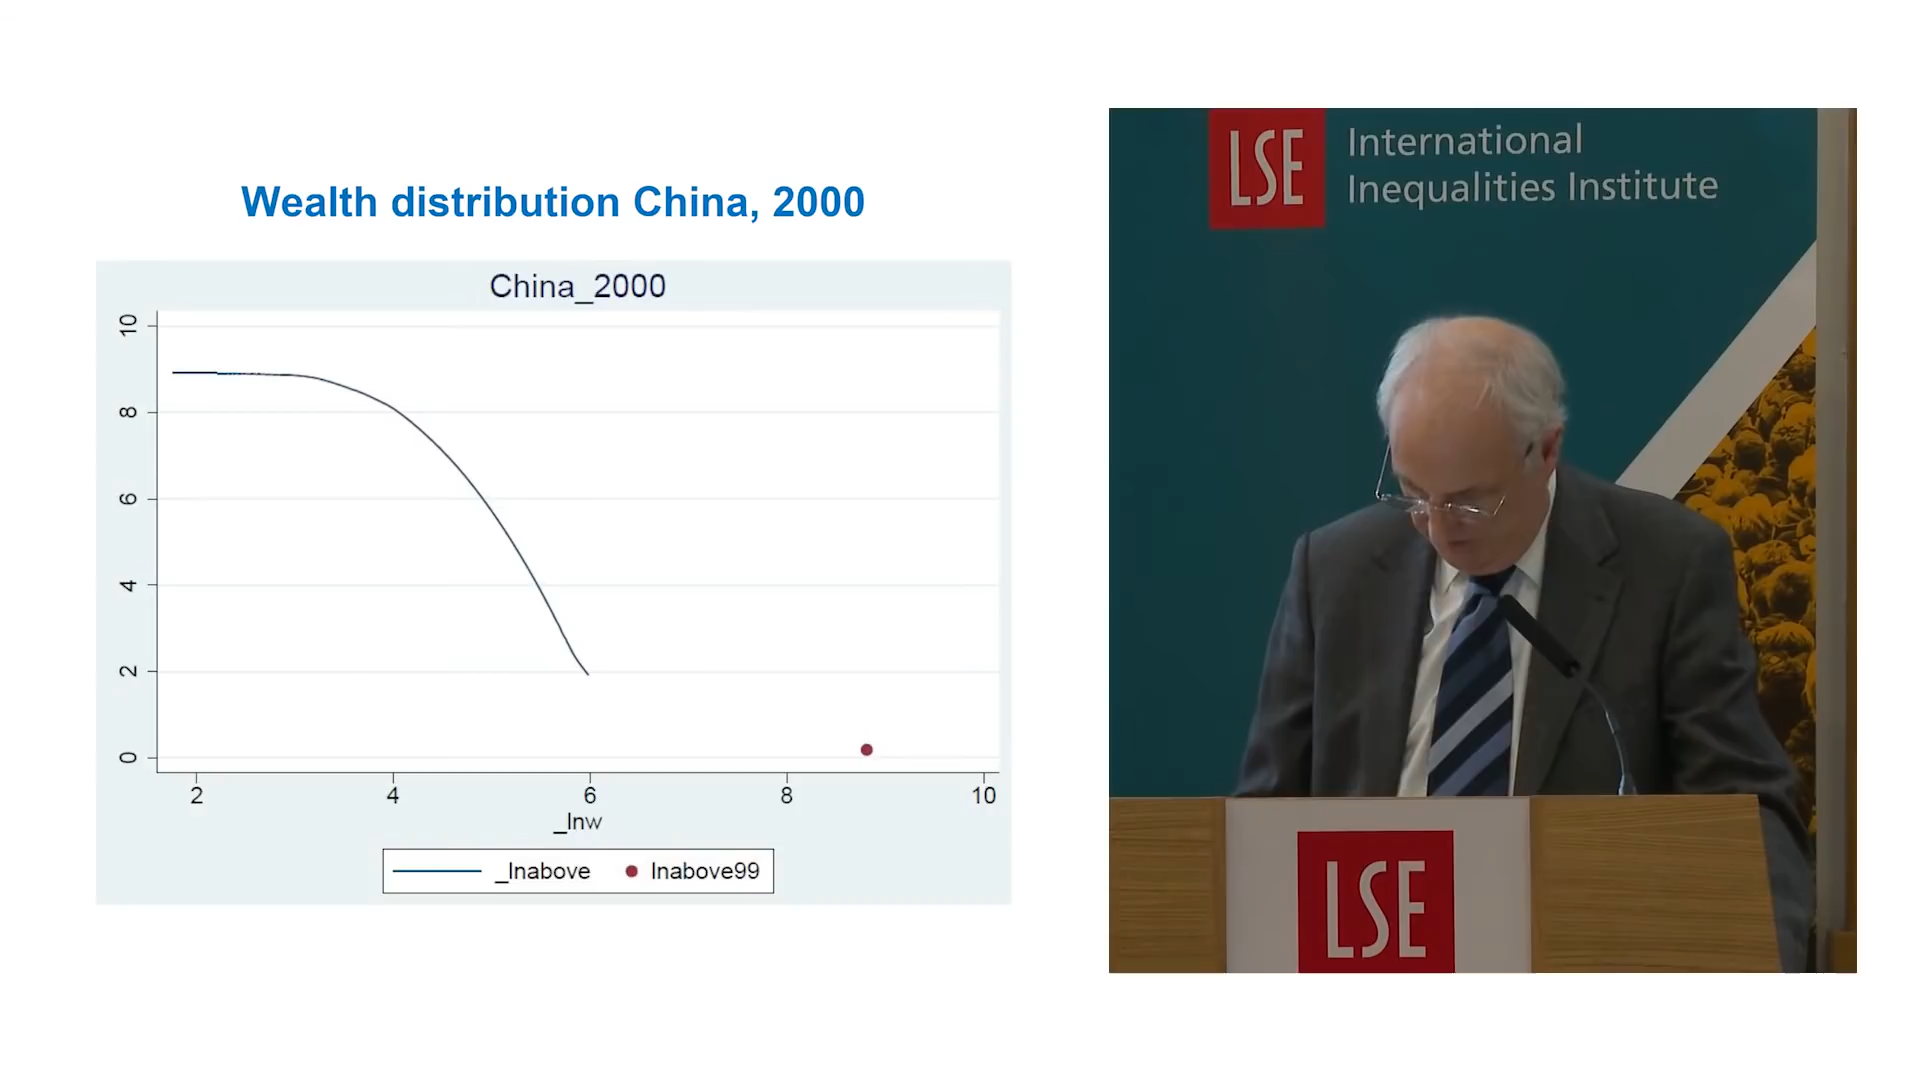 Wealth distribution China, 2000
China_2000
10
8
6
4
2
0
2 4 6 8 10
_lnw
_lnabove lnabove99
LSE International
Inequalities Institute
LSE